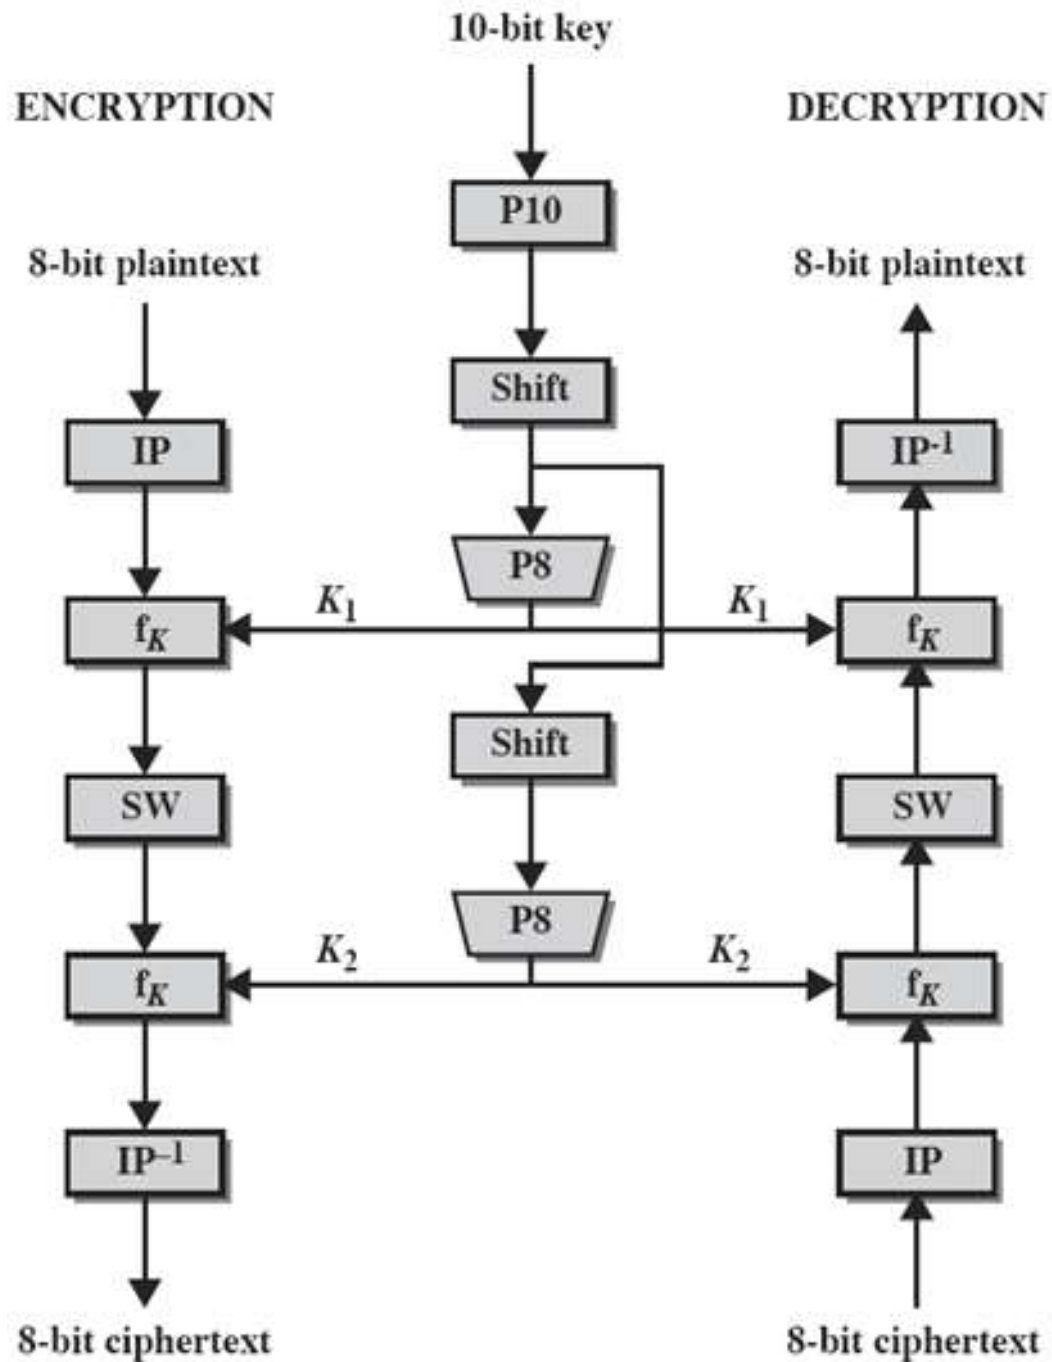 10-bit key
ENCRYPTION
DECRYPTION
P10
8-bit plaintext
8-bit plaintext
Shift
IP
IP-1
P8
K1
K1
fK
fK
Shift
SW
SW
P8
K2
K2
fK
fK
IP–1
IP
8-bit ciphertext
8-bit ciphertext